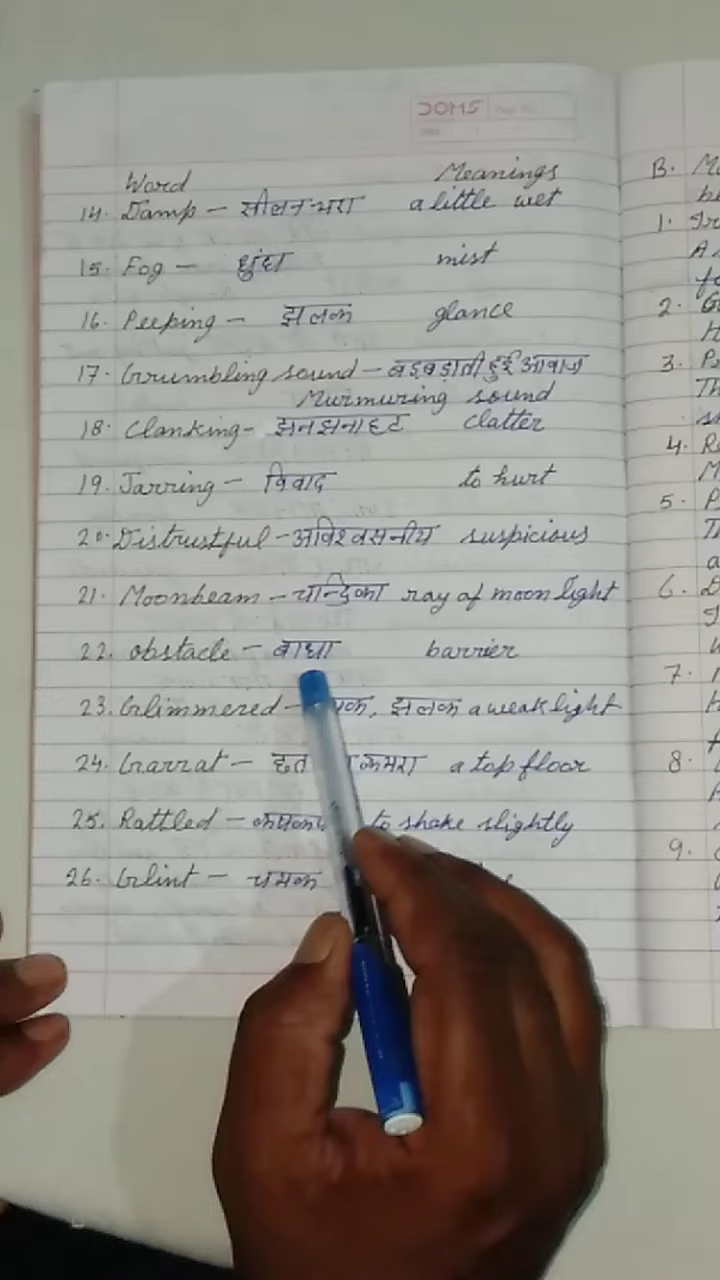 DOMS
Word Meanings
14. Damp - सीलन भरा a little wet
15. Fog - धुंधा mist
16. Peeping - झलक glance
17. Grumbling sound - बड़बड़ाती हुई आवाज
Murmuring sound
18. Clanking - झनझनाहट clatter
19. Jarring - विवाद to hurt
20. Distrustful - अविश्वसनीय suspicious
21. Moonbeam - चान्द्रिका ray of moon light
22. obstacle - बाधा barrier
23. Glimmered - झलक a weak light
24. Garrat - छत कमरा a top floor
25. Rattled - to shake slightly
26. Glint - चमक
B.
1.
2.
3.
4.
5.
6.
7.
8.
9.